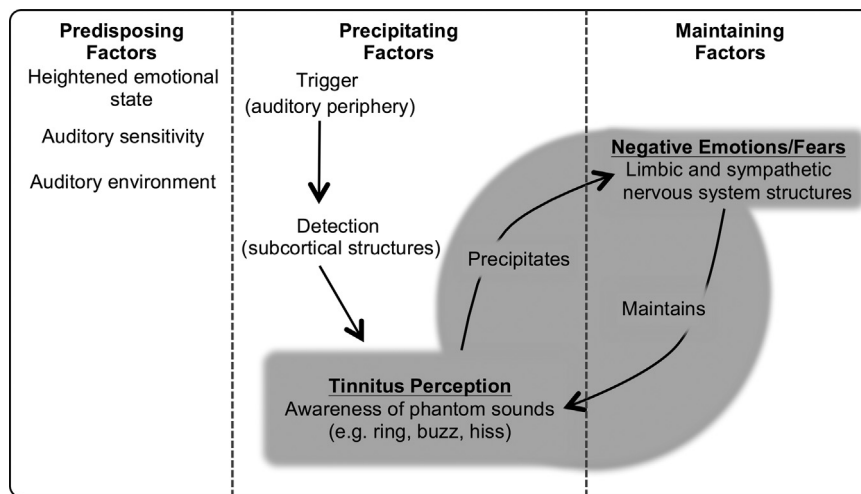 Predisposing
Factors
Heightened emotional
state
Auditory sensitivity
Auditory environment
Precipitating
Factors
Trigger
(auditory periphery)
Detection
(subcortical structures)
Precipitates
Tinnitus Perception
Awareness of phantom sounds
(e.g. ring, buzz, hiss)
Maintaining
Factors
Negative Emotions/Fears
Limbic and sympathetic
nervous system structures
Maintains